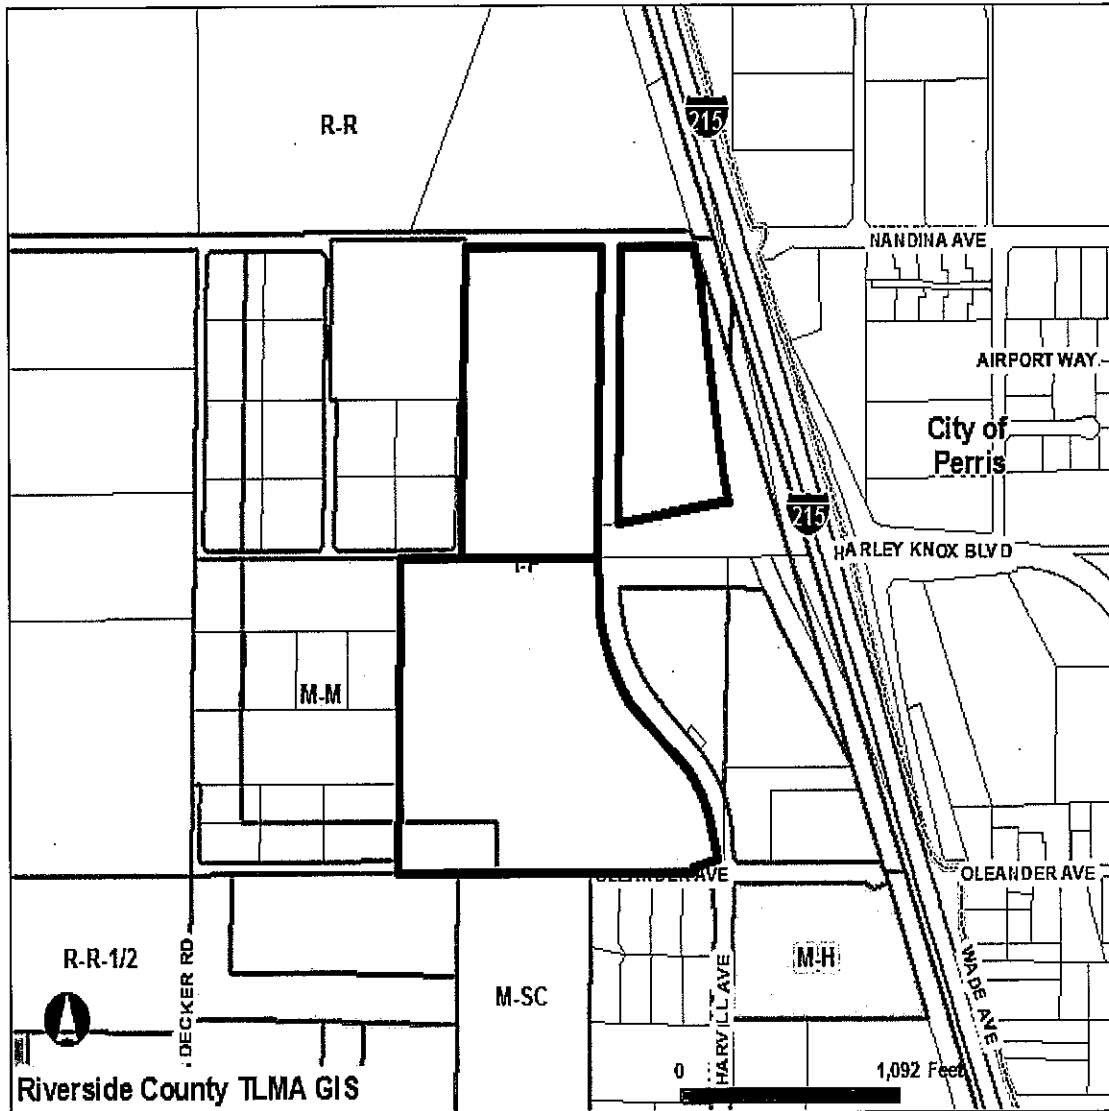 R-R
215
NANDINA AVE
AIRPORT WAY
City of
Perris
215
HARLEY KNOX BLVD
M-M
OLEANDER AVE
OLEANDER AVE
R-R-1/2
DECKER RD
M-SC
HARVILL AVE
M-H
WADE AVE
0
1,092 Feet
Riverside County TLMA GIS